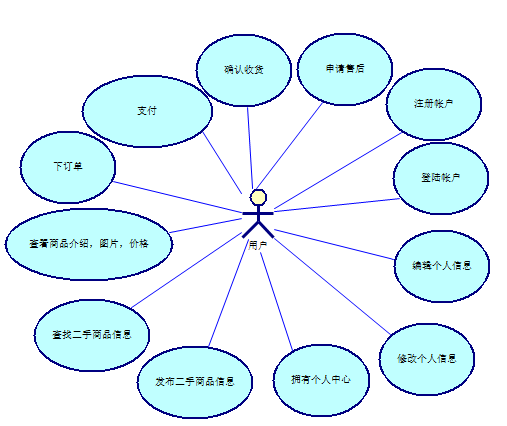 确认收货
申请售后
支付
注册帐户
下订单
登陆帐户
查看商品介绍，图片，价格
用户
编辑个人信息
查找二手商品信息
修改个人信息
发布二手商品信息
拥有个人中心